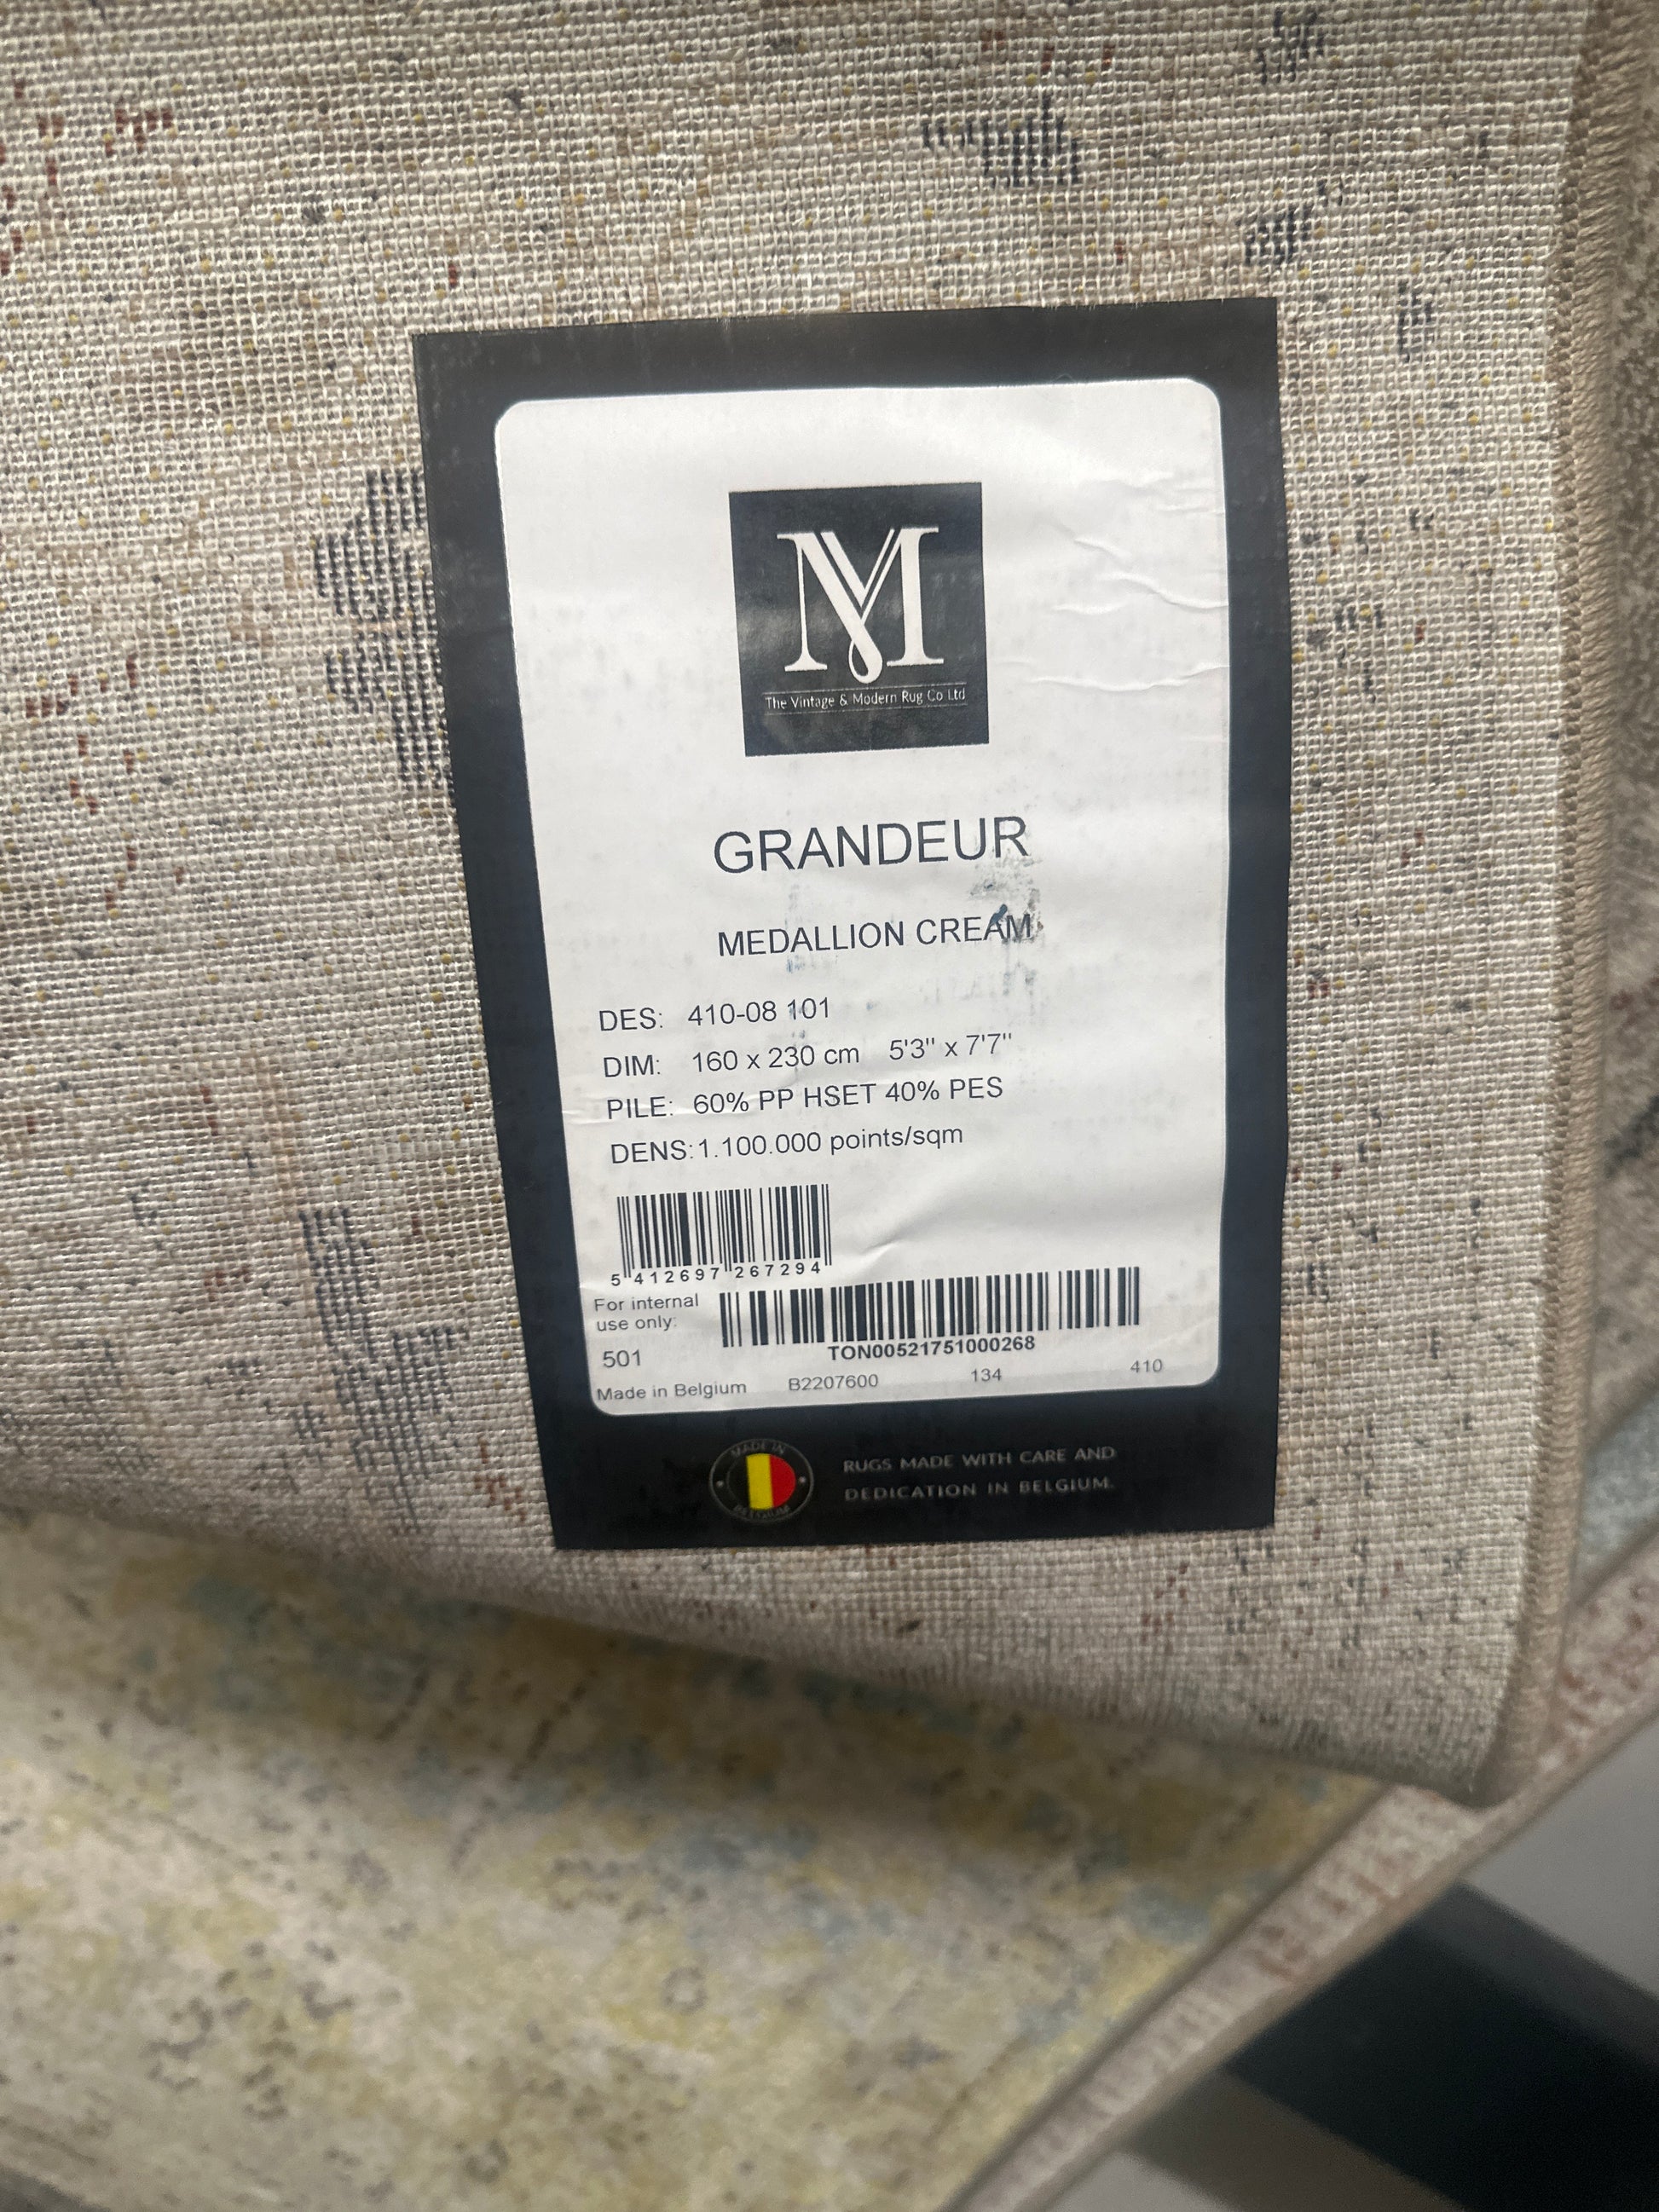 M
The Vintage & Modern Rug Co Ltd
GRANDEUR
MEDALLION CREAM
DES: 410-08 101
DIM: 160 x 230 cm 5'3" x 7'7"
PILE: 60% PP HSET 40% PES
DENS: 1.100.000 points/sqm
5 412697 267294
For internal
use only:
TON00521751000268
501
Made in Belgium B2207600 134 410
MADE IN
BELGIUM
RUGS MADE WITH CARE AND
DEDICATION IN BELGIUM.